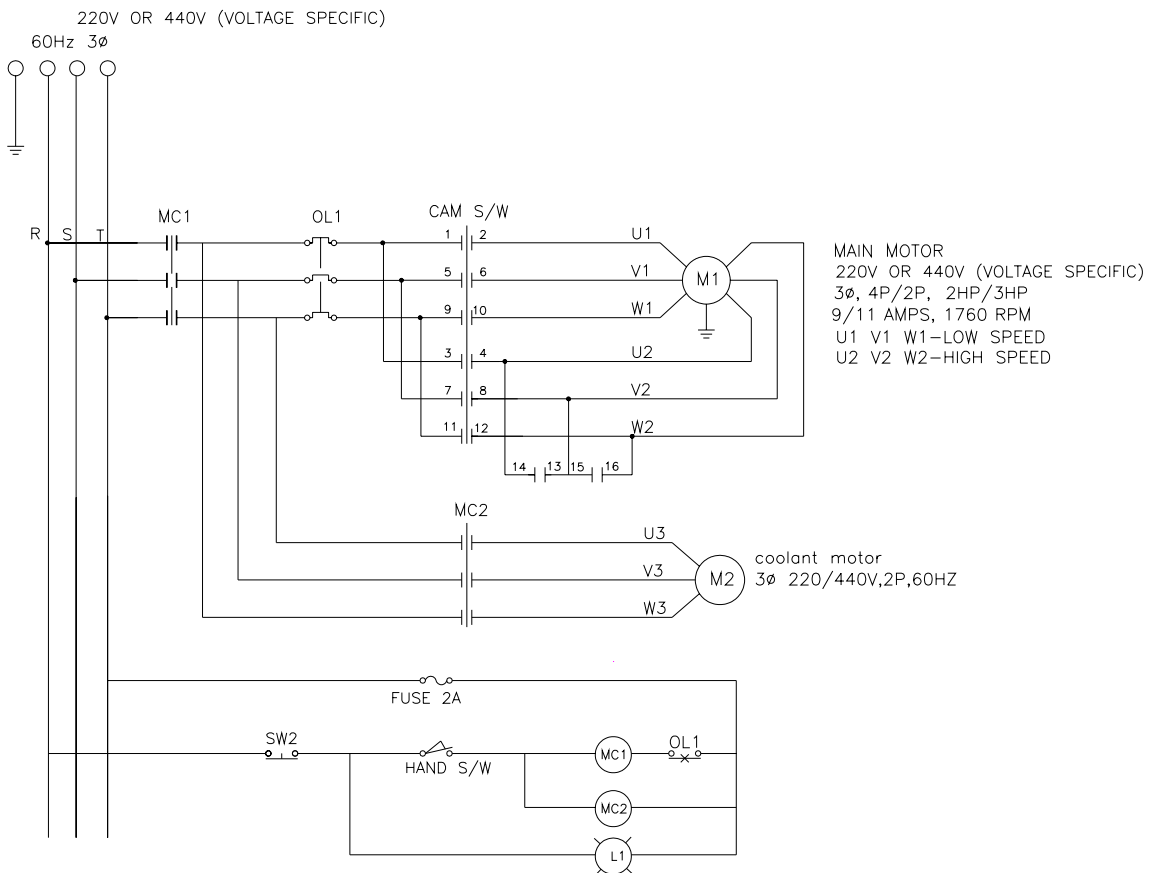 220V OR 440V (VOLTAGE SPECIFIC)
60Hz 3ø
MC1
OL1
CAM S/W
R S T
1 2
U1
5 6
V1
M1
9 10
W1
3 4
U2
7 8
V2
11 12
W2
14 13 15 16
MAIN MOTOR
220V OR 440V (VOLTAGE SPECIFIC)
3ø, 4P/2P, 2HP/3HP
9/11 AMPS, 1760 RPM
U1 V1 W1-LOW SPEED
U2 V2 W2-HIGH SPEED
MC2
U3
V3
M2
W3
coolant motor
3ø 220/440V,2P,60HZ
FUSE 2A
SW2
HAND S/W
MC1
OL1
MC2
L1